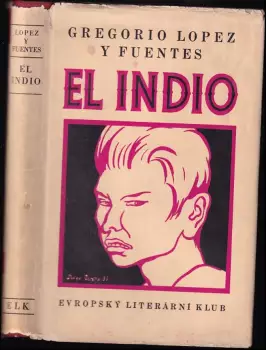 LOPEZ
Y
FUENTES
EL
INDIO
ELK
GREGORIO LOPEZ
Y FUENTES
EL INDIO
EVROPSKÝ LITERÁRNÍ KLUB